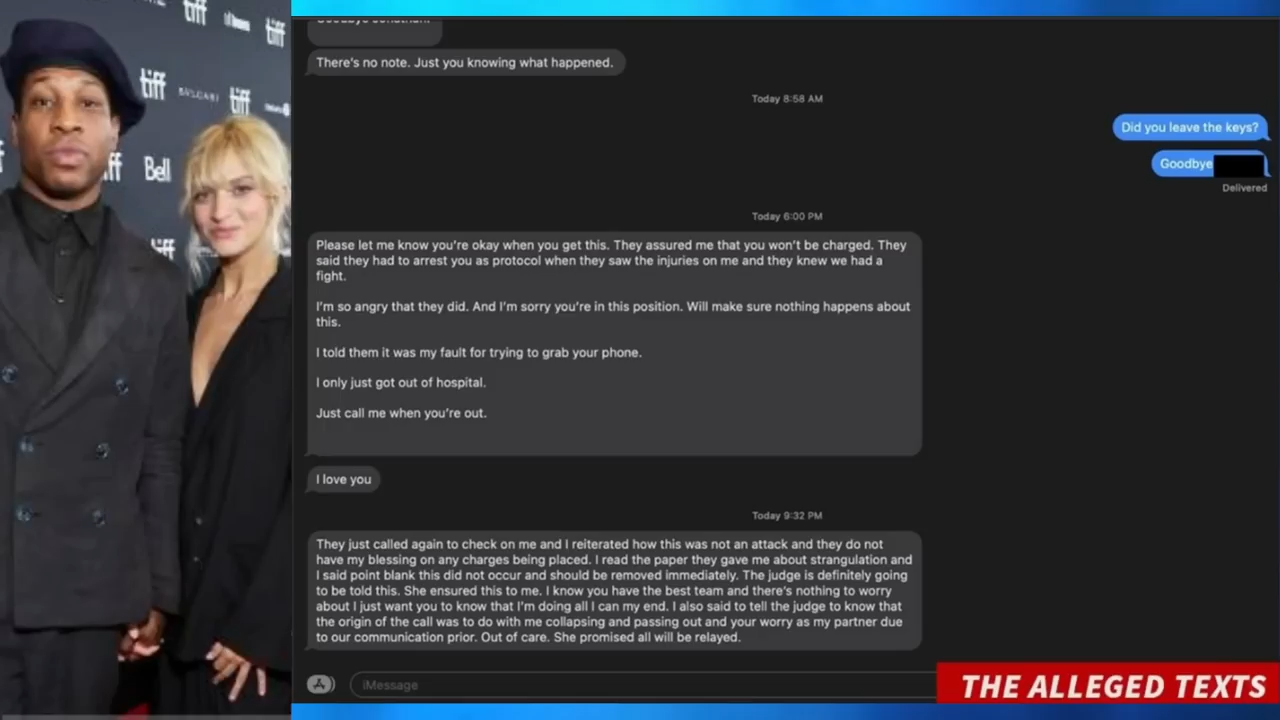 tiff
tiff
tiff
BVLGARI
tiff
Bell
There's no note. Just you knowing what happened.
Today 8:58 AM
Did you leave the keys?
Goodbye
Delivered
Today 6:00 PM
Please let me know you're okay when you get this. They assured me that you won't be charged. They
said they had to arrest you as protocol when they saw the injuries on me and they knew we had a
fight.
I'm so angry that they did. And I'm sorry you're in this position. Will make sure nothing happens about
this.
I told them it was my fault for trying to grab your phone.
I only just got out of hospital.
Just call me when you're out.
I love you
Today 9:32 PM
They just called again to check on me and I reiterated how this was not an attack and they do not
have my blessing on any charges being placed. I read the paper they gave me about strangulation and
I said point blank this did not occur and should be removed immediately. The judge is definitely going
to be told this. She ensured this to me. I know you have the best team and there's nothing to worry
about I just want you to know that I'm doing all I can my end. I also said to tell the judge to know that
the origin of the call was to do with me collapsing and passing out and your worry as my partner due
to our communication prior. Out of care. She promised all will be relayed.
iMessage
THE ALLEGED TEXTS